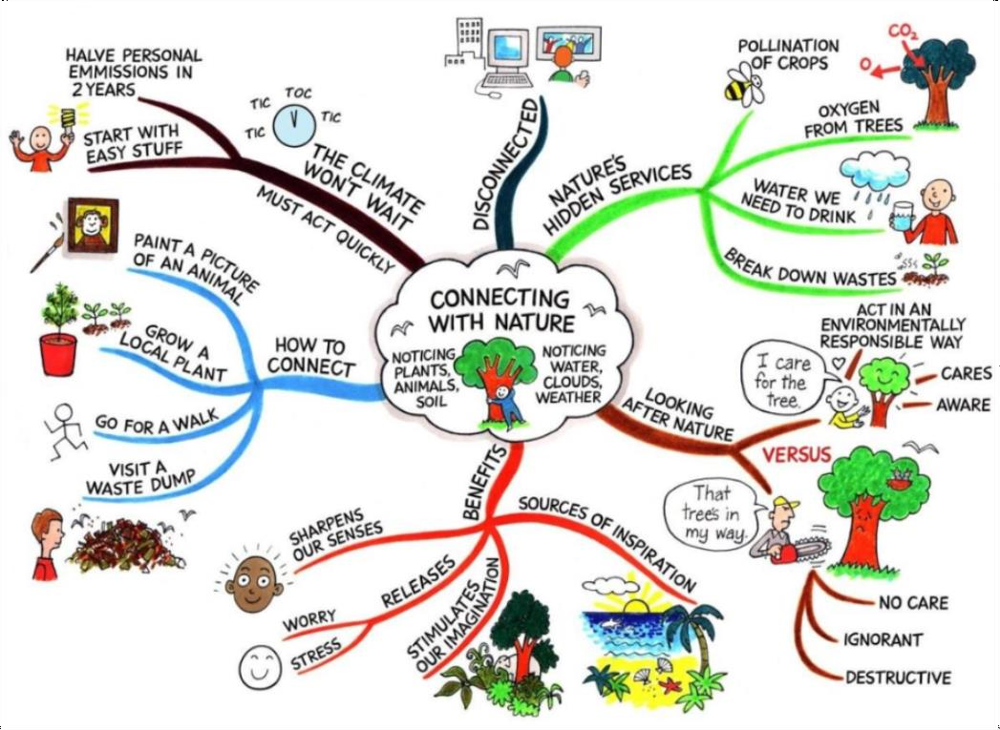 CONNECTING
WITH NATURE
NOTICING
PLANTS,
ANIMALS,
SOIL
NOTICING
WATER,
CLOUDS,
WEATHER
DISCONNECTED
NATURE'S
HIDDEN SERVICES
POLLINATION
OF CROPS
CO2
O
OXYGEN
FROM TREES
WATER WE
NEED TO DRINK
BREAK DOWN WASTES
LOOKING
AFTER NATURE
ACT IN AN
ENVIRONMENTALLY
RESPONSIBLE WAY
I care
for the
tree.
CARES
AWARE
VERSUS
That
tree's in
my way.
NO CARE
IGNORANT
DESTRUCTIVE
BENEFITS
SOURCES OF INSPIRATION
STIMULATES
OUR IMAGINATION
RELEASES
WORRY
STRESS
SHARPENS
OUR SENSES
HOW TO
CONNECT
PAINT A PICTURE
OF AN ANIMAL
GROW A
LOCAL PLANT
GO FOR A WALK
VISIT A
WASTE DUMP
THE CLIMATE
WON'T WAIT
MUST ACT QUICKLY
TIC
TIC
TOC
TIC
HALVE PERSONAL
EMMISSIONS IN
2 YEARS
START WITH
EASY STUFF